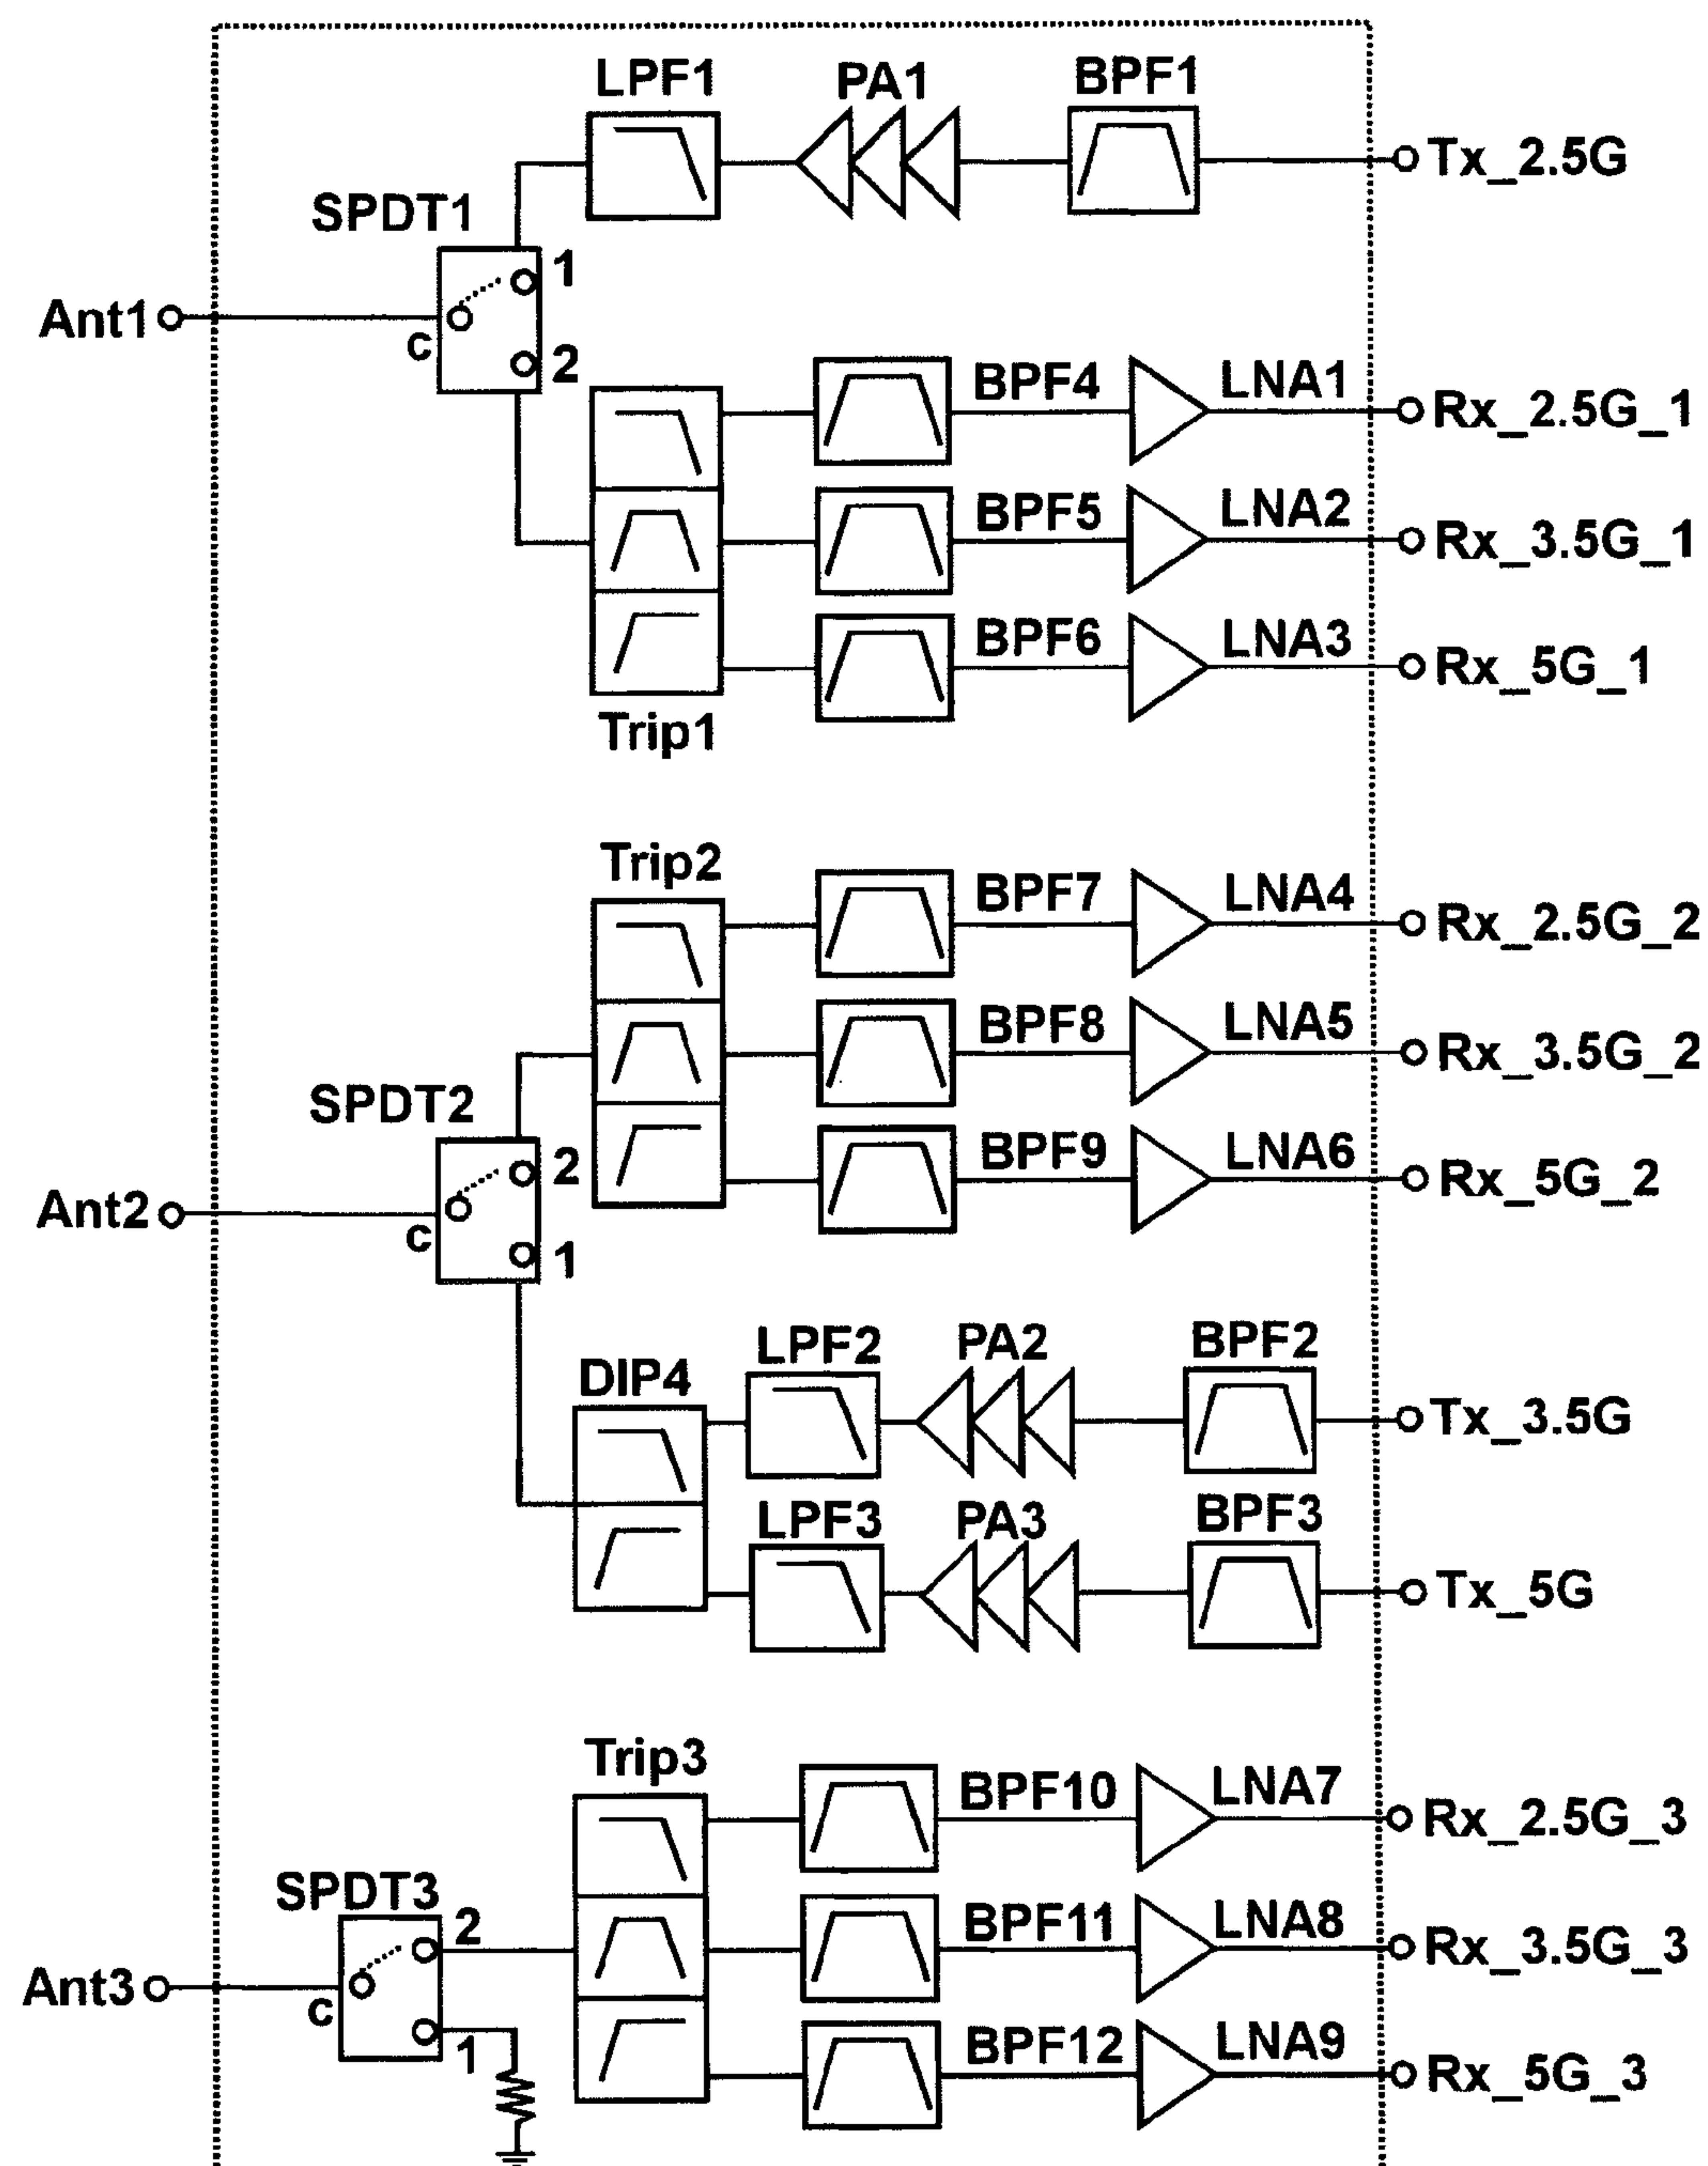 LPF1 PA1 BPF1
Tx_2.5G
SPDT1
1
Ant1
c
2
BPF4 LNA1 Rx_2.5G_1
BPF5 LNA2 Rx_3.5G_1
BPF6 LNA3 Rx_5G_1
Trip1
Trip2
BPF7 LNA4 Rx_2.5G_2
BPF8 LNA5 Rx_3.5G_2
SPDT2
BPF9 LNA6 Rx_5G_2
2
Ant2
c
1
LPF2 PA2 BPF2
DIP4
Tx_3.5G
LPF3 PA3 BPF3
Tx_5G
Trip3
BPF10 LNA7 Rx_2.5G_3
SPDT3
2
BPF11 LNA8 Rx_3.5G_3
Ant3
c
1
BPF12 LNA9 Rx_5G_3